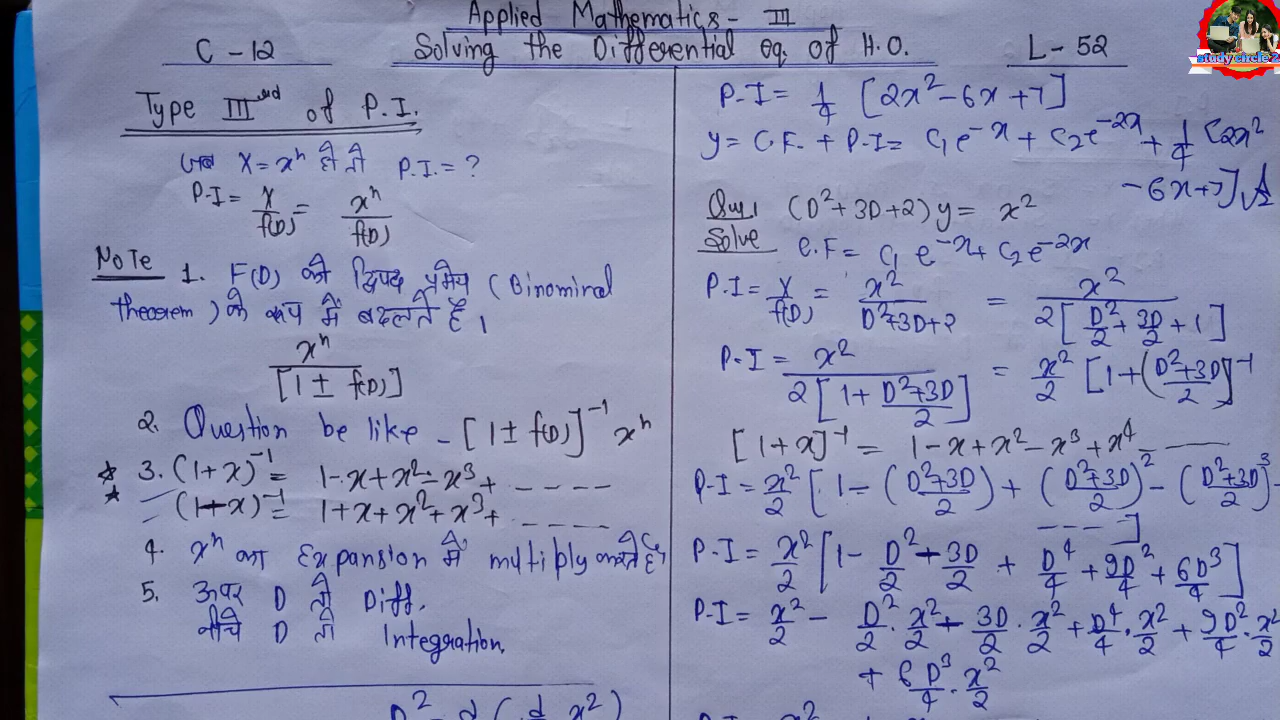 Applied Mathematics - III
C - 12
Solving the Differential Eq. of H.O.
L - 52
study circle 2
Type IIIrd of P.I.
जब X = xⁿ हो तो P.I. = ?
P.I = X/f(D) = xⁿ/f(D)
NoTe 1. F(D) को द्विपद प्रमेय (Binominal
theorem) के रूप में बदलते है।
xⁿ/[1 ± f(D)]
2. Question be like - [1 ± f(D)]⁻¹ xⁿ
3. (1+x)⁻¹ = 1-x+x²-x³+ ----
(1-x)⁻¹ = 1+x+x²+x³+ ----
4. xⁿ का Expansion में multiply करते है,
5. ऊपर D तो Diff.
नीचे D तो Integration.
D² = d ( d x²)
P.I = 1/4 [2x²-6x+7]
y = C.F. + P.I = C₁e⁻ˣ + C₂e⁻²ˣ + 1/4 [2x²
-6x+7]
Qus 1 (D²+3D+2) y = x²
Solve C.F = C₁ e⁻ˣ + C₂e⁻²ˣ
P.I = X/f(D) = x²/D²+3D+2 = x²/2[D²/2 + 3D/2 + 1]
P.I = x²/2[1 + D²+3D/2] = x²/2 [1+(D²+3D/2)]⁻¹
[1+x]⁻¹ = 1-x+x²-x³+x⁴ ----
P.I = x²/2 [1-(D²+3D/2) + (D²+3D/2)² - (D²+3D/2)³ -
---- ]
P.I = x²/2 [1 - D²/2 - 3D/2 + D⁴/4 + 9D²/4 + 6D³/4]
P.I = x²/2 - D²/2 . x²/2 - 3D/2 . x²/2 + D⁴/4 . x²/2 + 9D²/4 . x²/2
+ 6D³/4 . x²/2